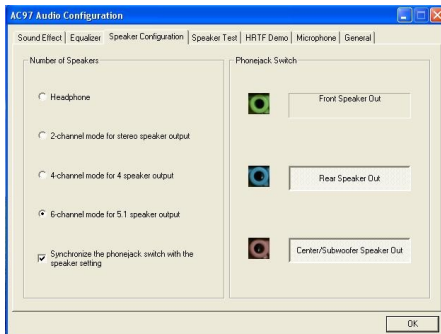 AC97 Audio Configuration
Sound Effect Equalizer Speaker Configuration Speaker Test HRTF Demo Microphone General
Number of Speakers
Headphone
2-channel mode for stereo speaker output
4-channel mode for 4 speaker output
6-channel mode for 5.1 speaker output
Synchronize the phonejack switch with the
speaker setting
Phonejack Switch
Front Speaker Out
Rear Speaker Out
Center/Subwoofer Speaker Out
OK